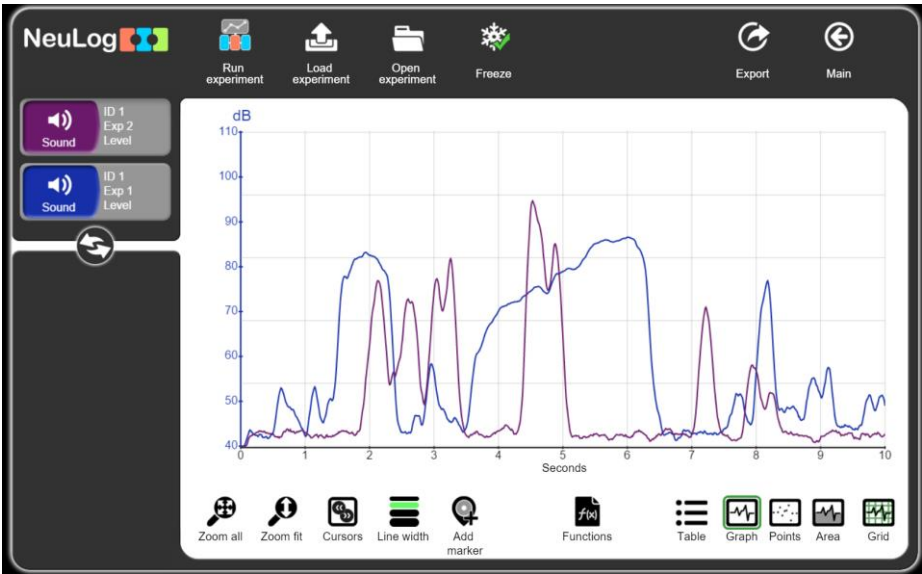 NeuLog
Run experiment
Load experiment
Open experiment
Freeze
Export
Main
Sound
ID 1
Exp 2
Level
Sound
ID 1
Exp 1
Level
dB
110
100
90
80
70
60
50
40
0 1 2 3 4 5 6 7 8 9 10
Seconds
Zoom all
Zoom fit
Cursors
Line width
Add marker
f(x)
Functions
Table
Graph
Points
Area
Grid